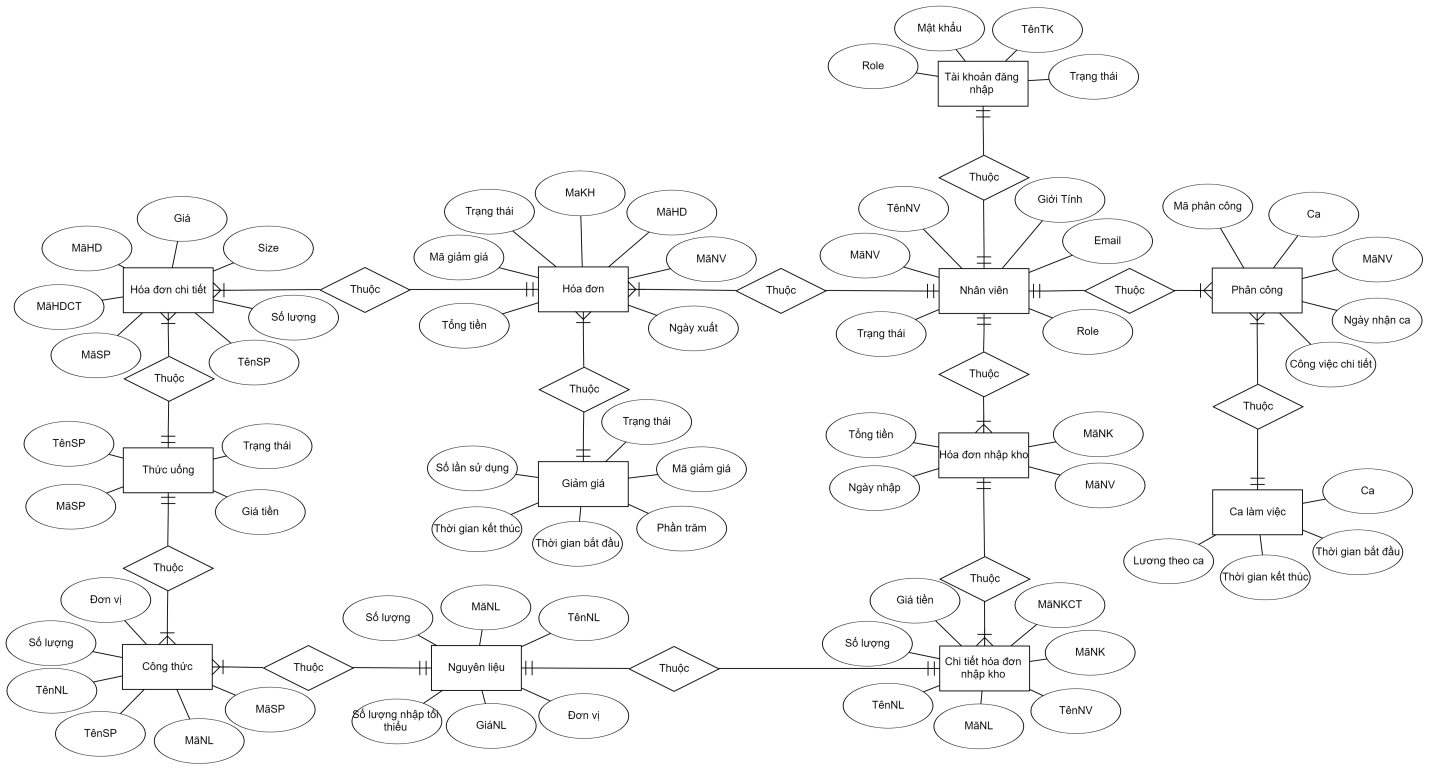 Mật khẩu
TênTK
Role
Tài khoản đăng
nhập
Trạng thái
Thuộc
MaKH
Trạng thái
MãHD
TênNV
Giới Tính
Mã phân công
Ca
Giá
MãHD
Size
Mã giảm giá
MãNV
MãNV
Email
MãNV
Hóa đơn chi tiết
Thuộc
Hóa đơn
Thuộc
Nhân viên
Thuộc
Phân công
MãHDCT
Số lượng
Tổng tiền
Ngày xuất
Trạng thái
Role
Ngày nhận ca
MãSP
TênSP
Công việc chi tiết
Thuộc
Thuộc
Thuộc
Thuộc
TênSP
Trạng thái
Trạng thái
Tổng tiền
MãNK
Thức uống
Số lần sử dụng
Giảm giá
Mã giảm giá
Hóa đơn nhập kho
Ngày nhập
MãNV
Ca
MãSP
Giá tiền
Thời gian kết thúc
Thời gian bắt đầu
Phần trăm
Ca làm việc
Lương theo ca
Thời gian kết thúc
Thời gian bắt đầu
Thuộc
Thuộc
Đơn vị
Số lượng
MãNL
TênNL
Giá tiền
MãNKCT
Số lượng
Số lượng
MãNK
Công thức
Thuộc
Nguyên liệu
Thuộc
Chi tiết hóa đơn
nhập kho
TênNL
MãSP
TênSP
MãNL
Số lượng nhập tối
thiểu
GiáNL
Đơn vị
TênNL
MãNL
TênNV